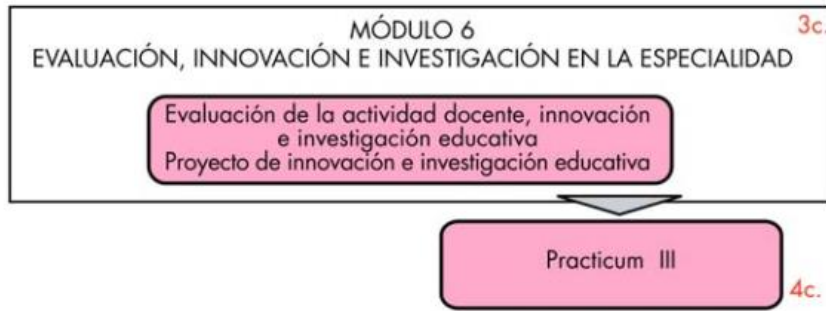 MÓDULO 6
3c.
EVALUACIÓN, INNOVACIÓN E INVESTIGACIÓN EN LA ESPECIALIDAD
Evaluación de la actividad docente, innovación
e investigación educativa
Proyecto de innovación e investigación educativa
Practicum III
4c.